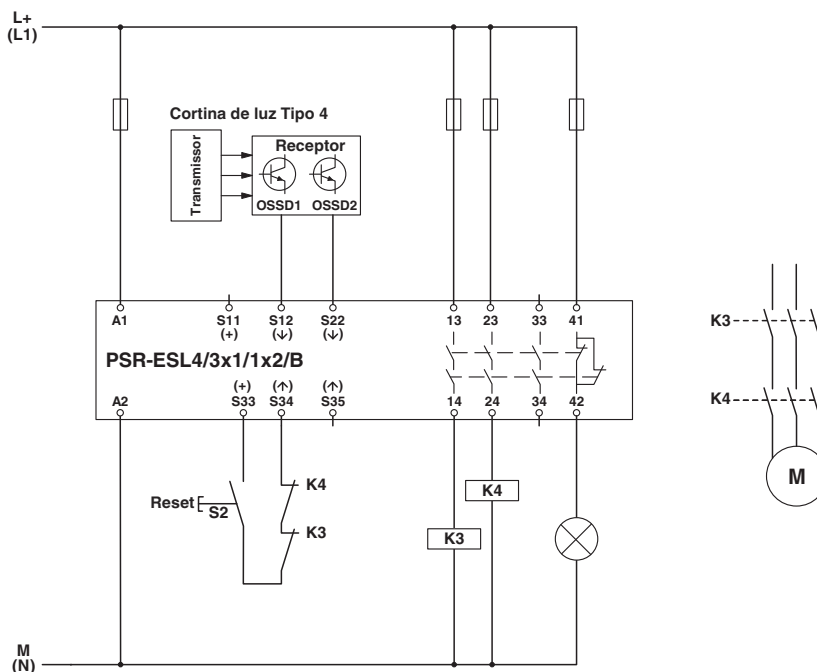 L+
(L1)
Cortina de luz Tipo 4
Transmissor
Receptor
OSSD1 OSSD2
A1 S11 S12 S22 13 23 33 41
(+)
PSR-ESL4/3x1/1x2/B
(+)
A2 S33 S34 S35 14 24 34 42
Reset
S2
K4
K3
K4
K3
K3
K4
M
M
(N)